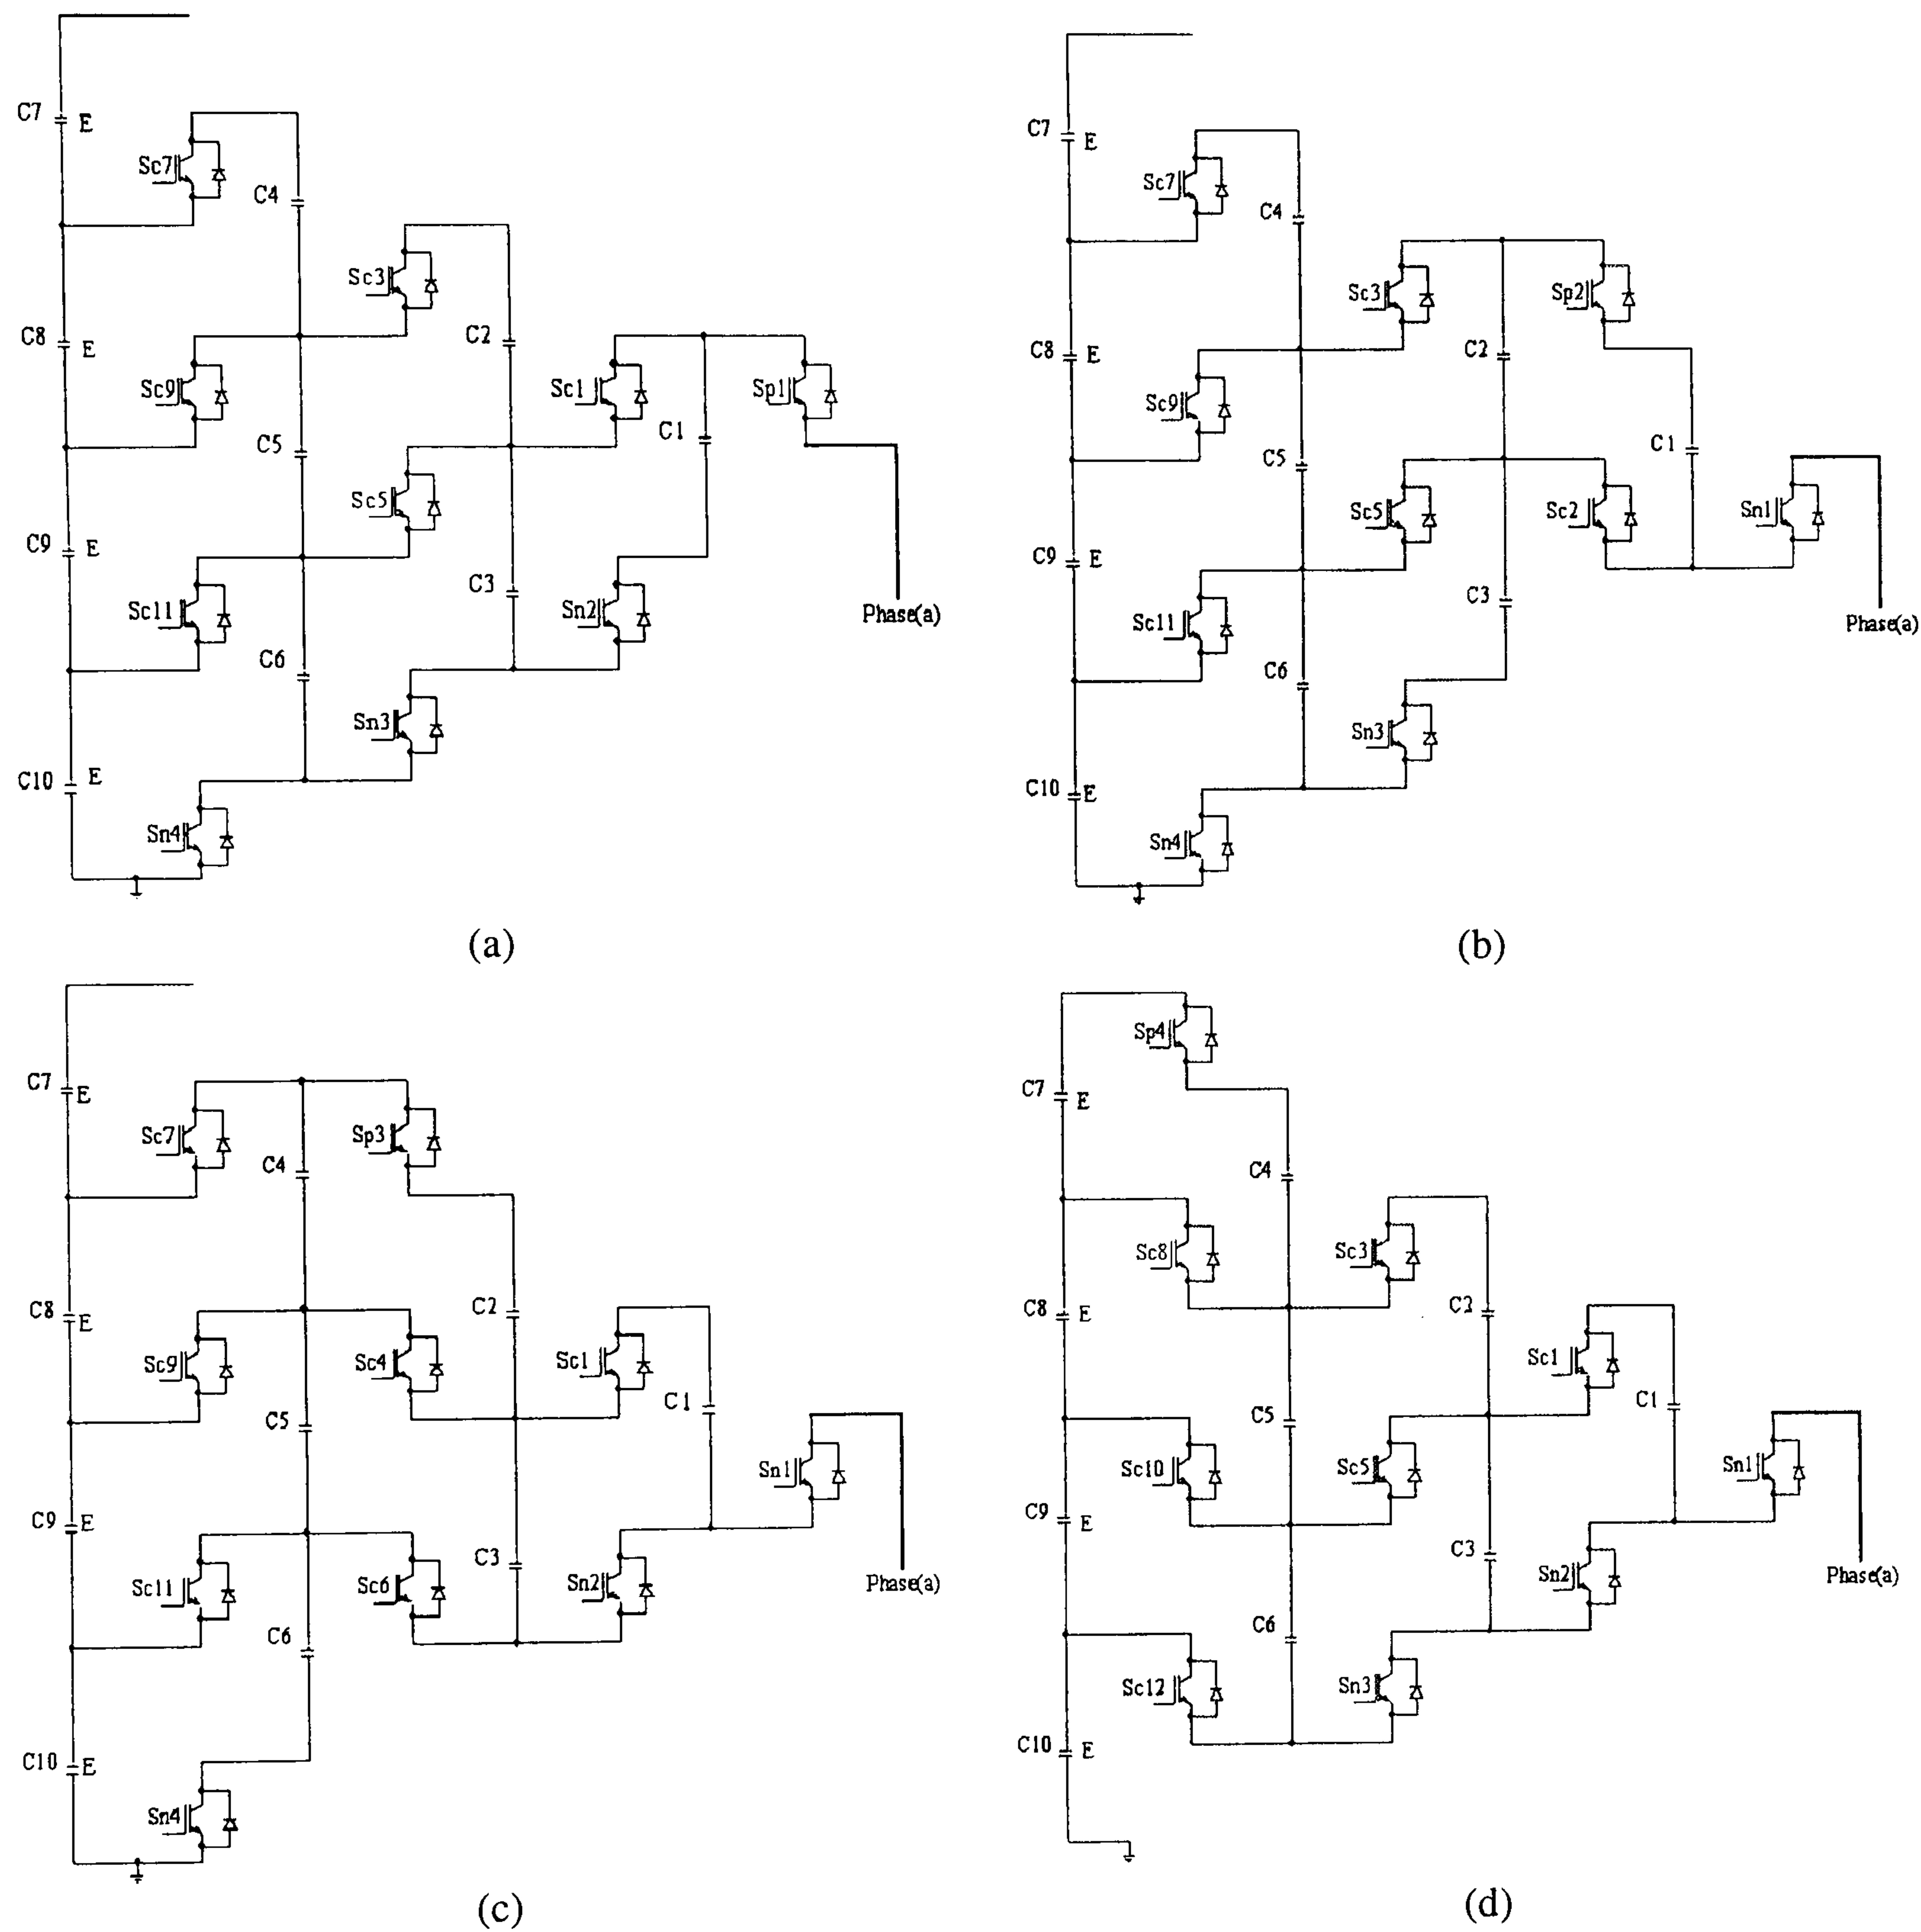 C7 E
Sc7
C4
Sc3
C8 E
C2
Sc9
Sc1
Sp1
C1
C5
Sc5
C9 E
C3
Sc11
Sn2
Phase(a)
C6
Sn3
C10 E
Sn4
(a)
C7 E
Sc7
C4
Sc3
Sp2
C8 E
C2
Sc9
C1
C5
Sc5
Sc2
Sn1
C9 E
C3
Sc11
Phase(a)
C6
Sn3
C10 E
Sn4
(b)
C7 E
Sc7
Sp3
C4
C8 E
C2
Sc9
Sc4
Sc1
C1
C5
Sn1
C9 E
C3
Sc11
Sc6
Sn2
Phase(a)
C6
C10 E
Sn4
(c)
Sp4
C7 E
C4
Sc8
Sc3
C8 E
C2
Sc1
C1
C5
Sc10
Sc5
Sn1
C9 E
C3
Sn2
Phase(a)
C6
Sc12
Sn3
C10 E
(d)